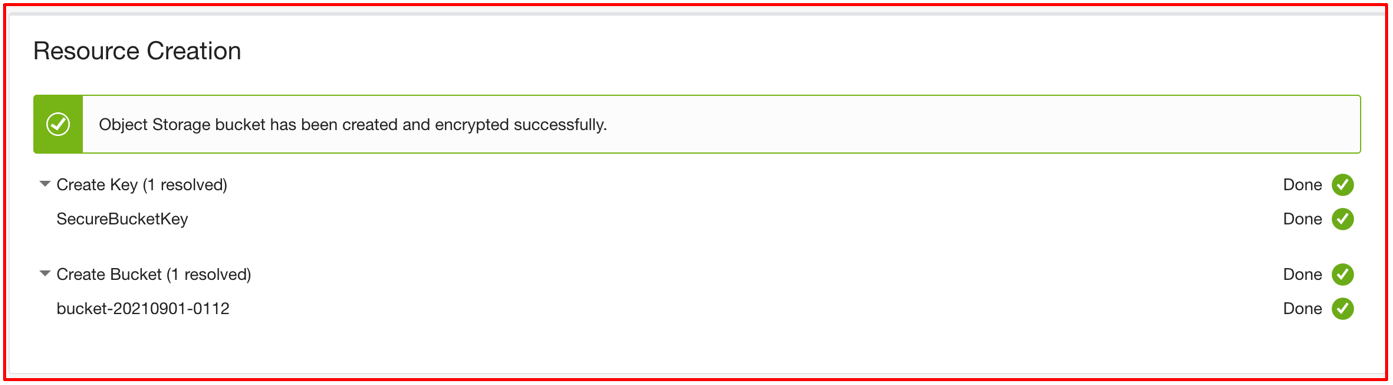 Resource Creation
Object Storage bucket has been created and encrypted successfully.
Create Key (1 resolved) Done
SecureBucketKey Done
Create Bucket (1 resolved) Done
bucket-20210901-0112 Done